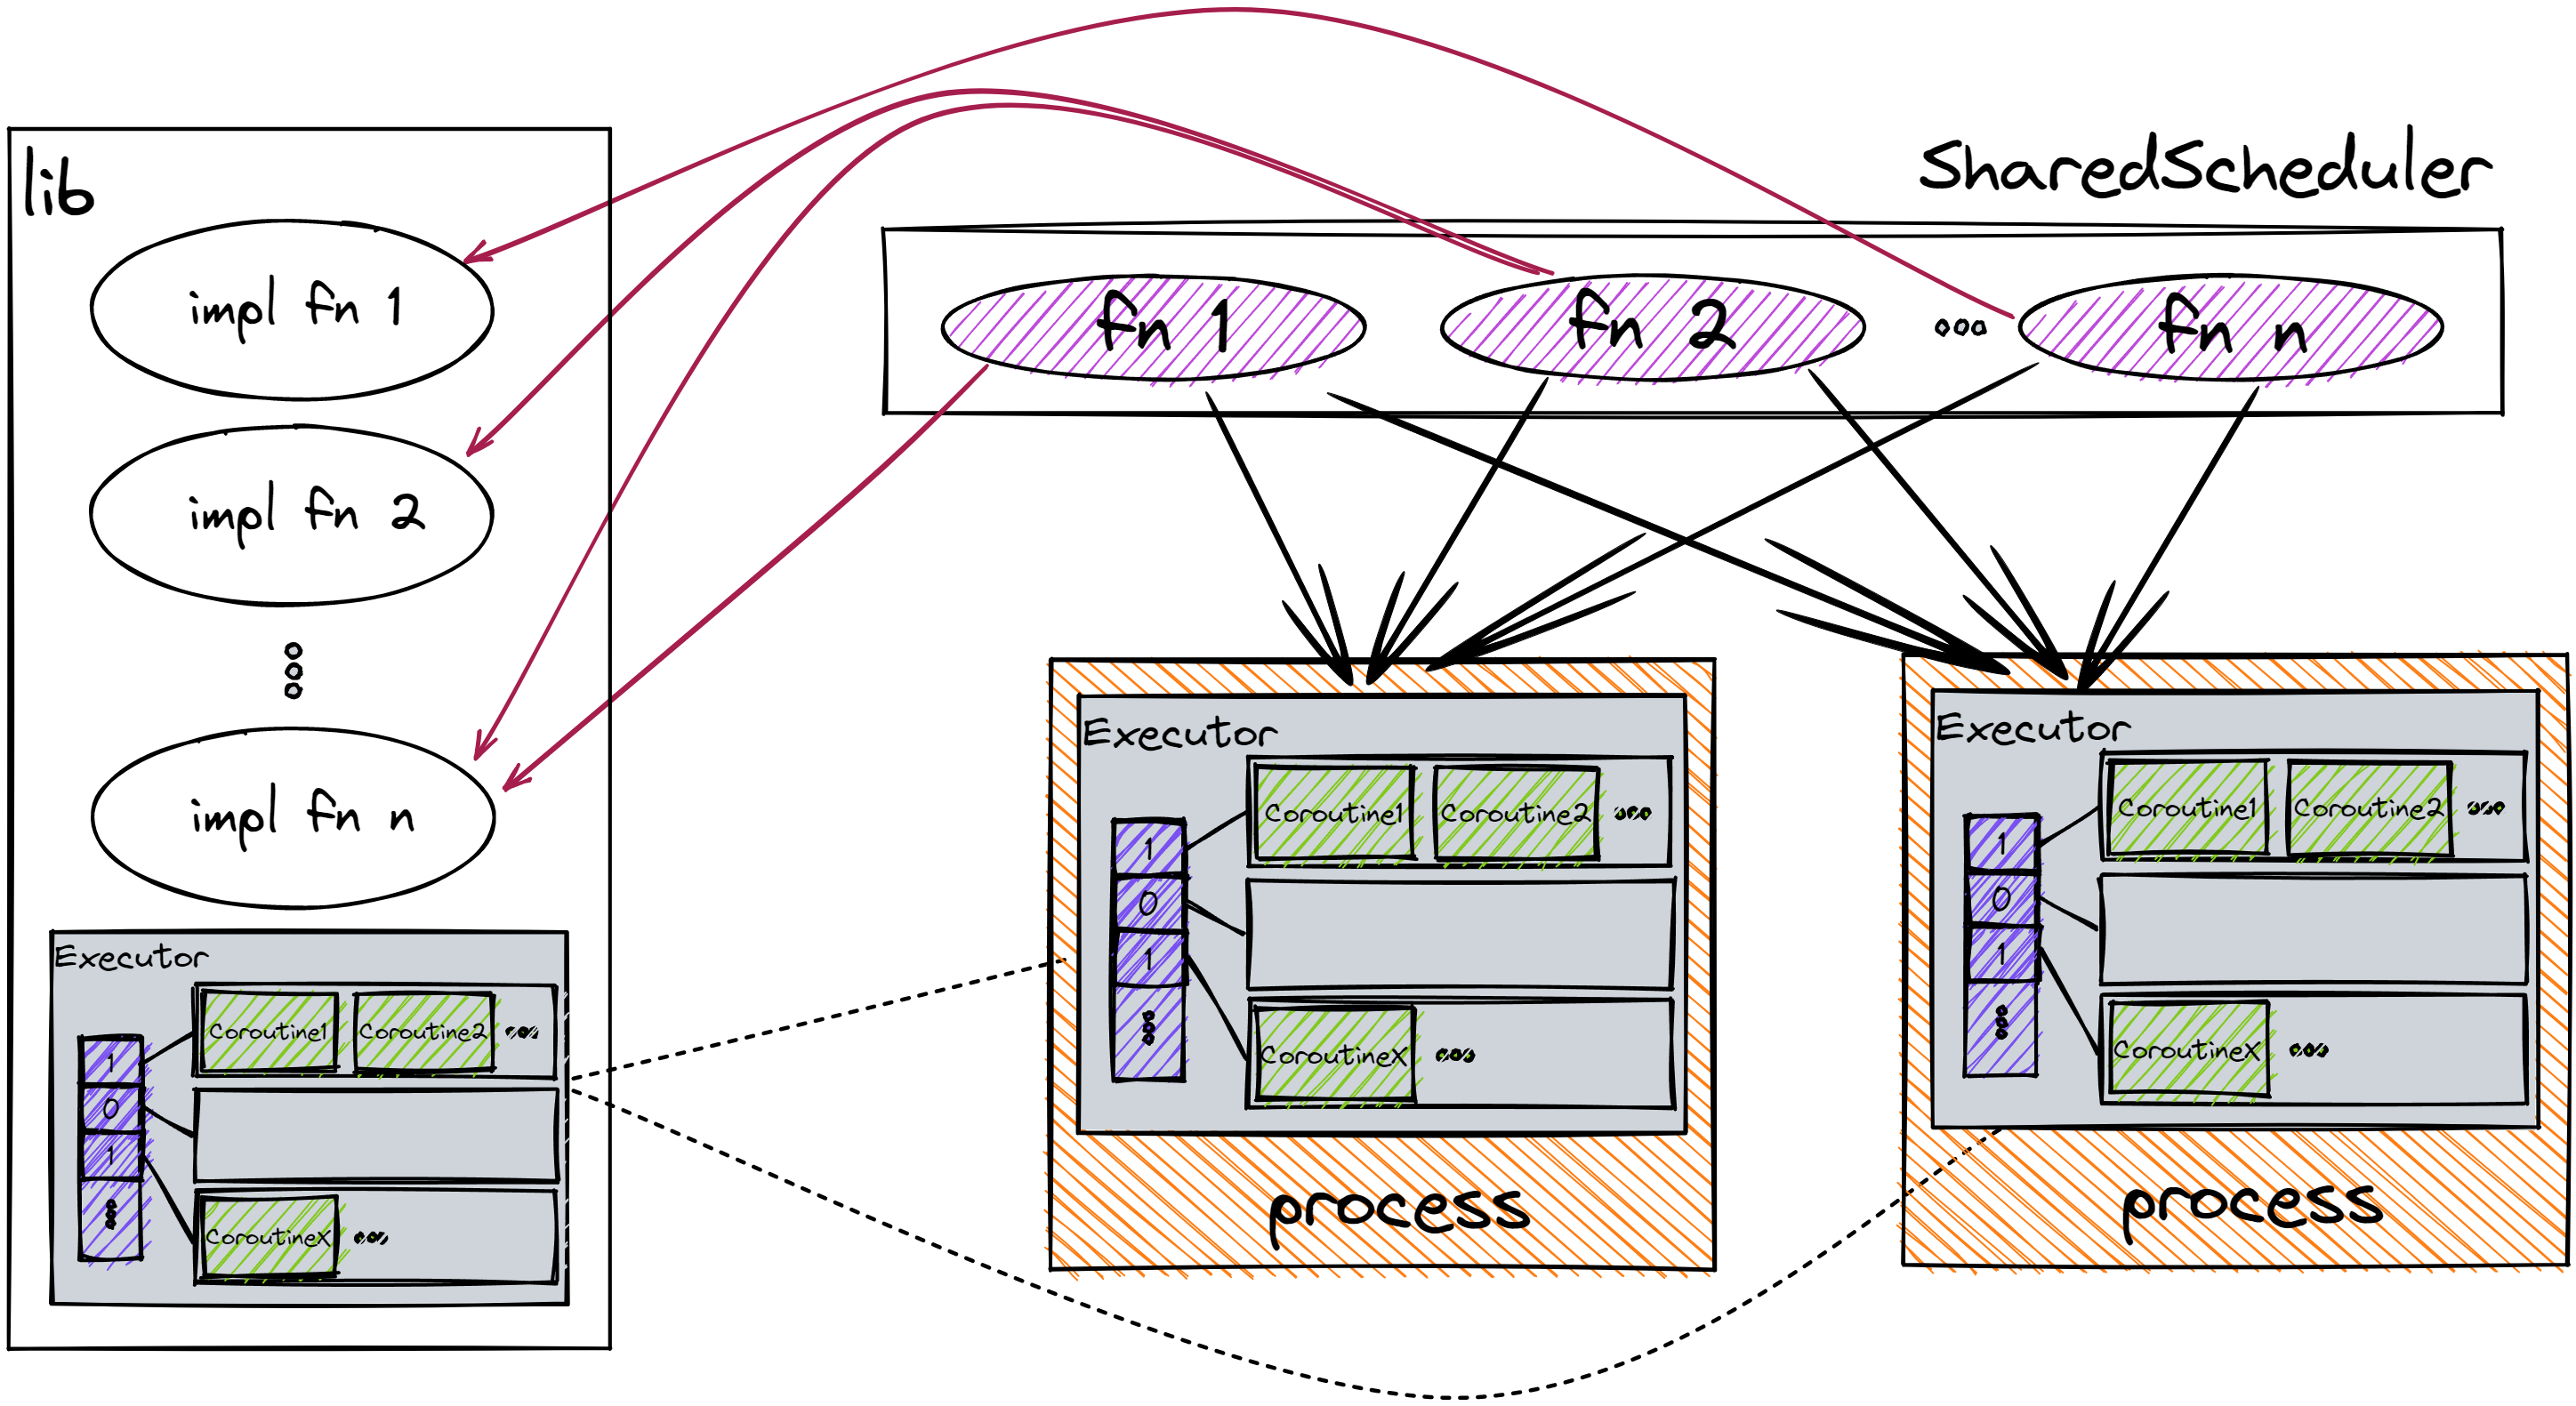 lib
impl fn 1
impl fn 2
impl fn n
Executor
1
0
1
Coroutine1
Coroutine2
CoroutineX
SharedScheduler
fn 1
fn 2
fn n
Executor
1
0
1
Coroutine1
Coroutine2
CoroutineX
process
Executor
1
0
1
Coroutine1
Coroutine2
CoroutineX
process